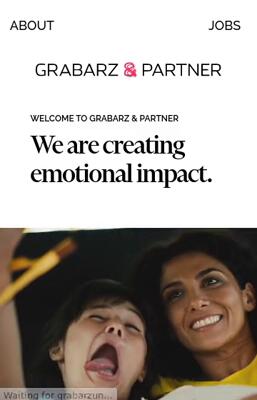 ABOUT
JOBS
GRABARZ & PARTNER
WELCOME TO GRABARZ & PARTNER
We are creating
emotional impact.
Waiting for grabarzun...